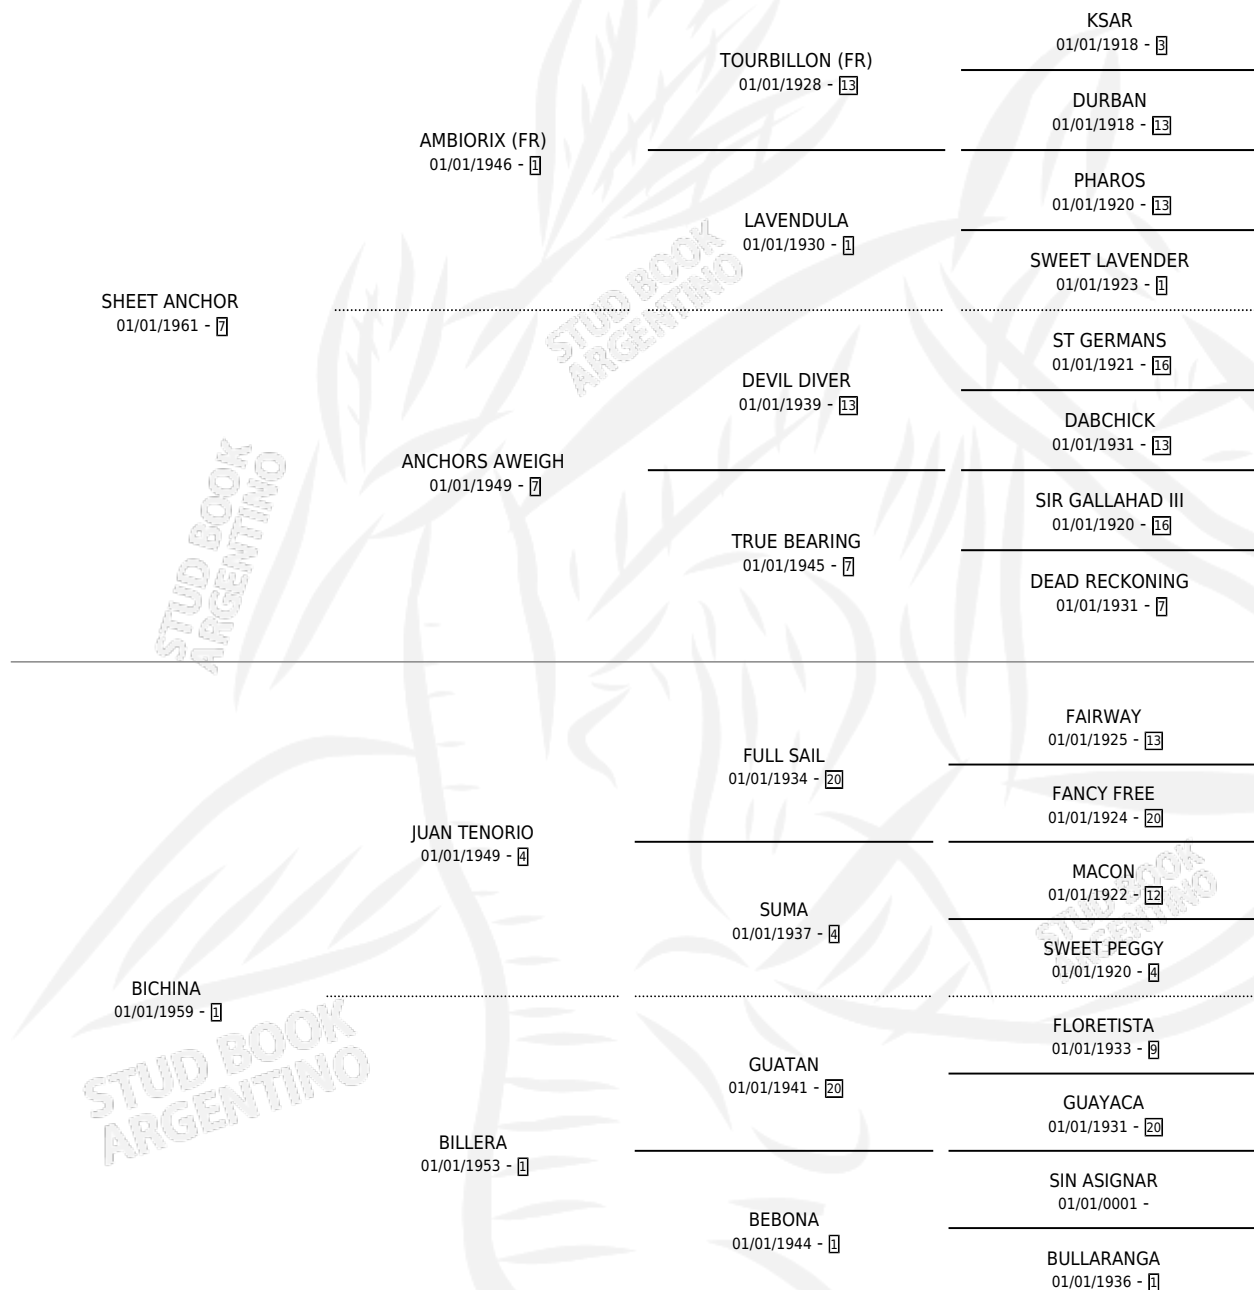 KSAR
01/01/1918 - 3
TOURBILLON (FR)
01/01/1928 - 13
DURBAN
01/01/1918 - 13
AMBIORIX (FR)
01/01/1946 - 1
PHAROS
01/01/1920 - 13
LAVENDULA
01/01/1930 - 1
SWEET LAVENDER
01/01/1923 - 1
SHEET ANCHOR
01/01/1961 - 7
ST GERMANS
01/01/1921 - 16
DEVIL DIVER
01/01/1939 - 13
DABCHICK
01/01/1931 - 13
ANCHORS AWEIGH
01/01/1949 - 7
SIR GALLAHAD III
01/01/1920 - 16
TRUE BEARING
01/01/1945 - 7
DEAD RECKONING
01/01/1931 - 7
FAIRWAY
01/01/1925 - 13
FULL SAIL
01/01/1934 - 20
FANCY FREE
01/01/1924 - 20
JUAN TENORIO
01/01/1949 - 4
MACON
01/01/1922 - 12
SUMA
01/01/1937 - 4
SWEET PEGGY
01/01/1920 - 4
BICHINA
01/01/1959 - 1
FLORETISTA
01/01/1933 - 9
GUATAN
01/01/1941 - 20
GUAYACA
01/01/1931 - 20
BILLERA
01/01/1953 - 1
SIN ASIGNAR
01/01/0001 -
BEBONA
01/01/1944 - 1
BULLARANGA
01/01/1936 - 1
STUD BOOK
ARGENTINO
STUD BOOK
ARGENTINO
STUD BOOK
ARGENTINO
STUD BOOK
ARGENTINO